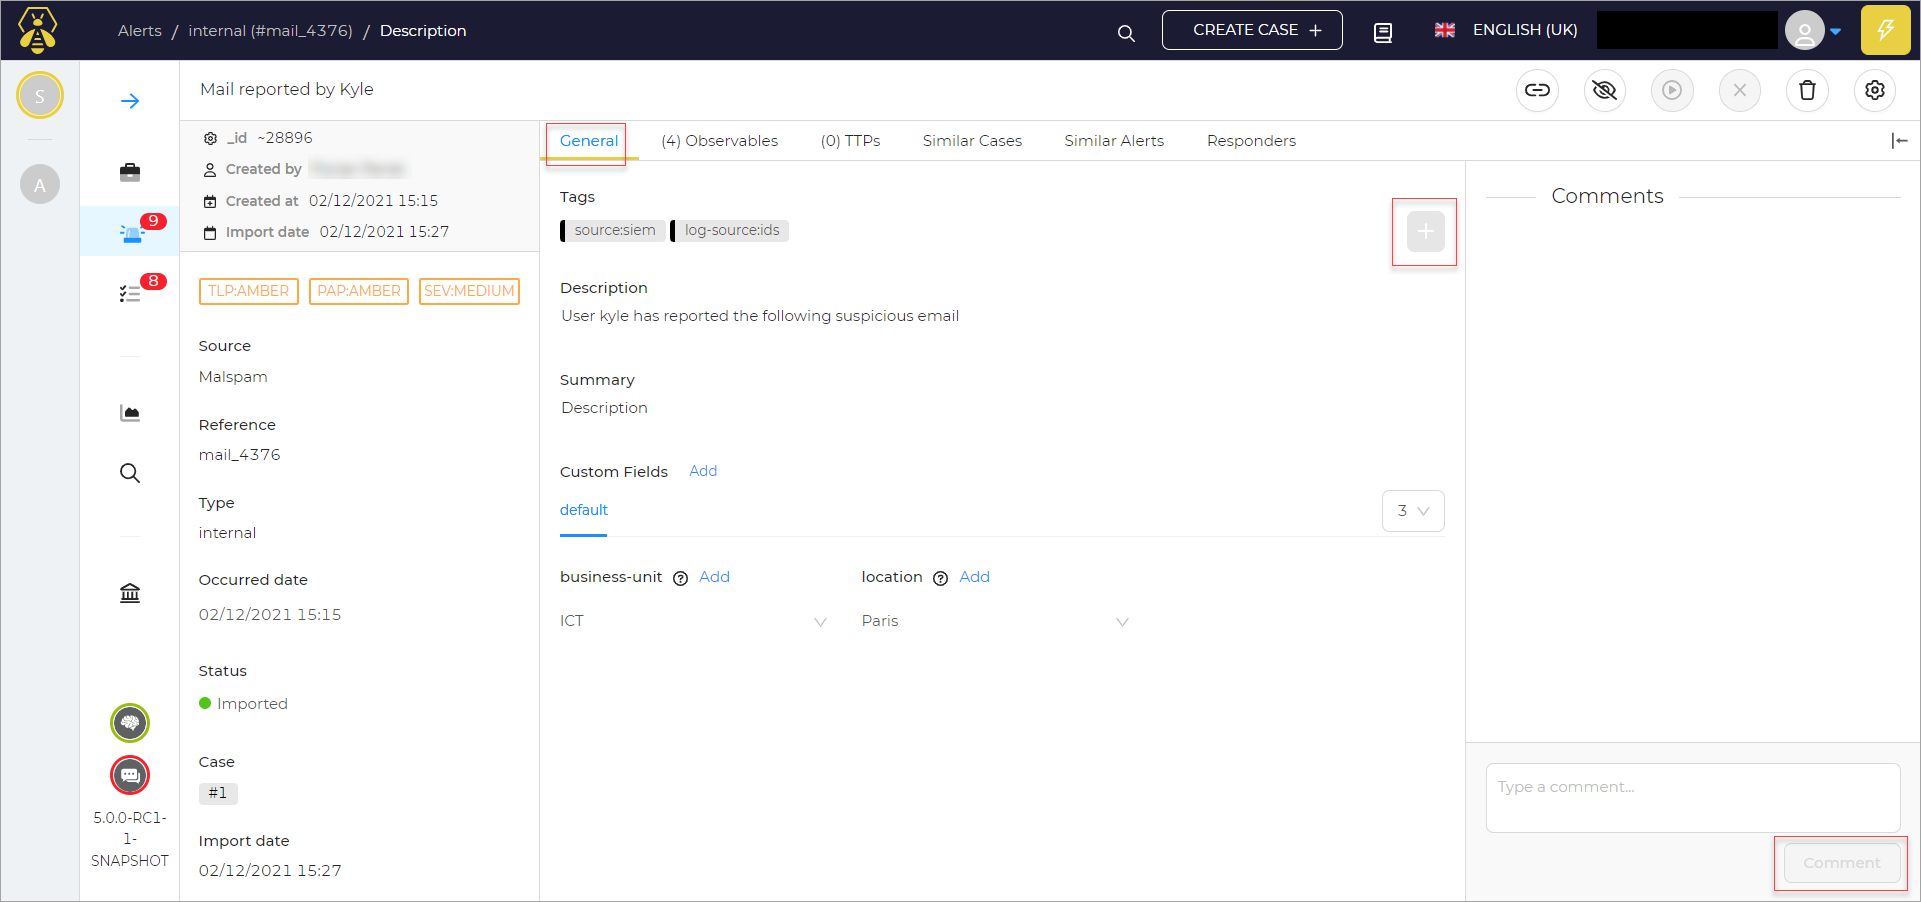 Alerts / internal (#mail_4376) / Description
CREATE CASE +
ENGLISH (UK)
S
A
9
8
5.0.0-RC1-
1-
SNAPSHOT
Mail reported by Kyle
_id ~28896
Created by
Created at 02/12/2021 15:15
Import date 02/12/2021 15:27
TLP:AMBER PAP:AMBER SEV:MEDIUM
Source
Malspam
Reference
mail_4376
Type
internal
Occurred date
02/12/2021 15:15
Status
Imported
Case
#1
Import date
02/12/2021 15:27
General (4) Observables (0) TTPs Similar Cases Similar Alerts Responders
Tags
source:siem log-source:ids
Description
User kyle has reported the following suspicious email
Summary
Description
Custom Fields Add
default
3
business-unit Add location Add
ICT Paris
Comments
Type a comment...
Comment